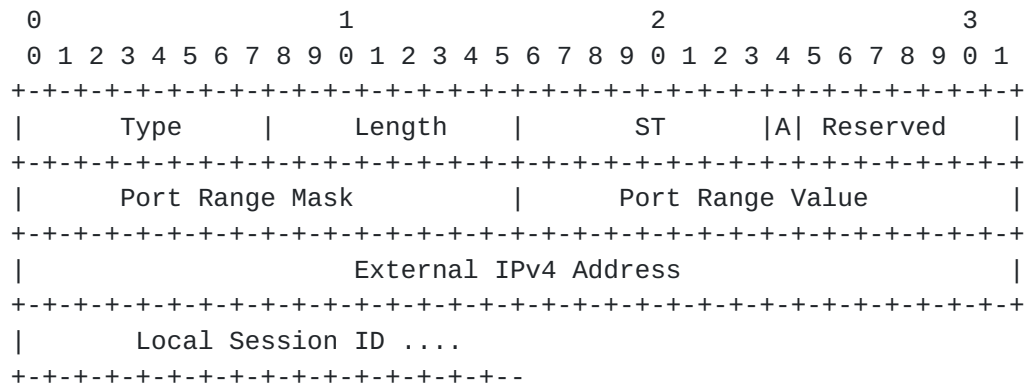 0                   1                   2                   3
 0 1 2 3 4 5 6 7 8 9 0 1 2 3 4 5 6 7 8 9 0 1 2 3 4 5 6 7 8 9 0 1
+-+-+-+-+-+-+-+-+-+-+-+-+-+-+-+-+-+-+-+-+-+-+-+-+-+-+-+-+-+-+-+-+
|      Type     |     Length    |       ST      |A| Reserved    |
+-+-+-+-+-+-+-+-+-+-+-+-+-+-+-+-+-+-+-+-+-+-+-+-+-+-+-+-+-+-+-+-+
|      Port Range Mask          |      Port Range Value         |
+-+-+-+-+-+-+-+-+-+-+-+-+-+-+-+-+-+-+-+-+-+-+-+-+-+-+-+-+-+-+-+-+
|                     External IPv4 Address                     |
+-+-+-+-+-+-+-+-+-+-+-+-+-+-+-+-+-+-+-+-+-+-+-+-+-+-+-+-+-+-+-+-+
|       Local Session ID ....
+-+-+-+-+-+-+-+-+-+-+-+-+-+-+-+--